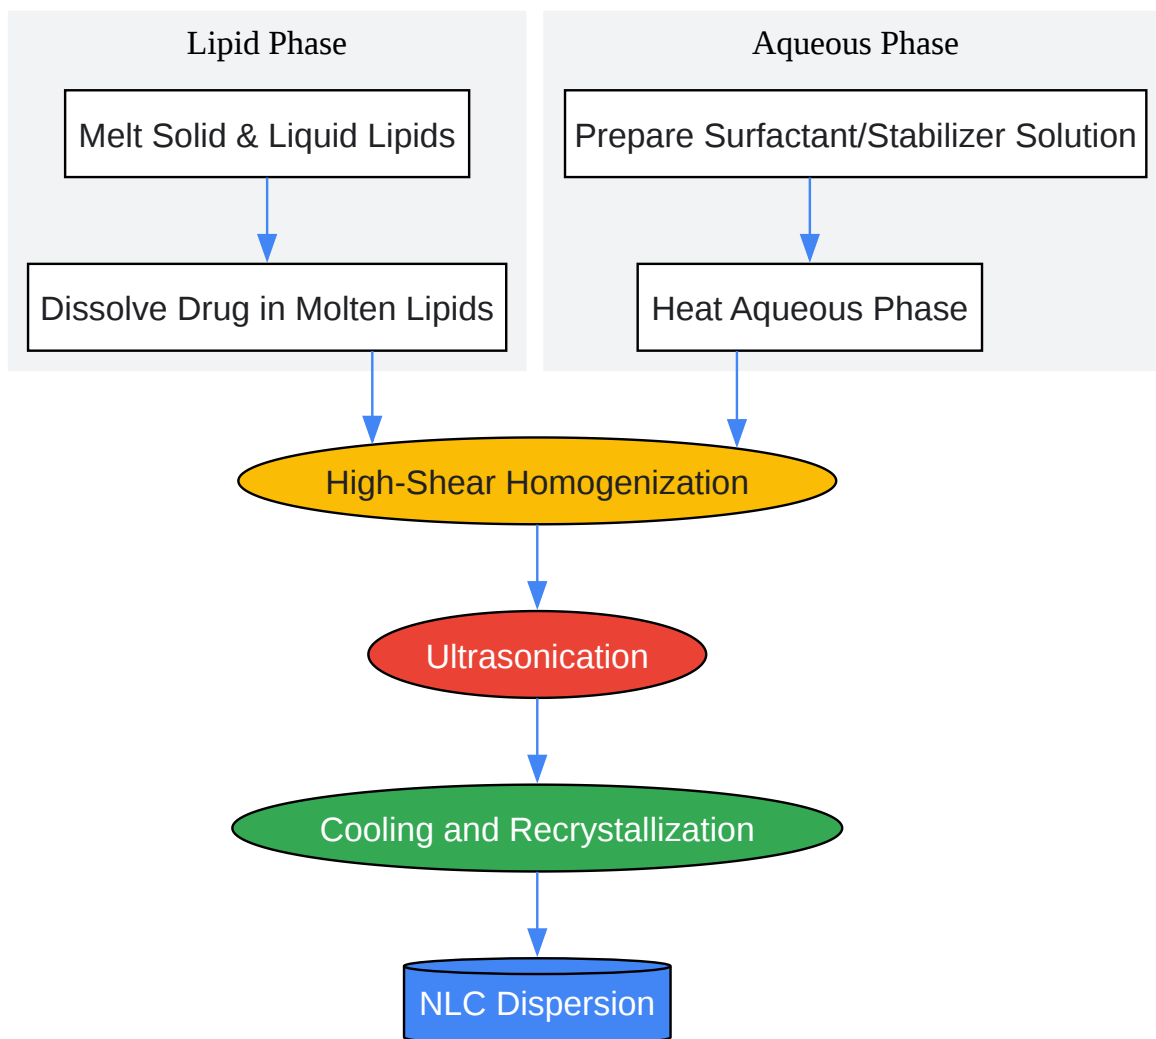 Lipid Phase
Melt Solid & Liquid Lipids
Dissolve Drug in Molten Lipids
Aqueous Phase
Prepare Surfactant/Stabilizer Solution
Heat Aqueous Phase
High-Shear Homogenization
Ultrasonication
Cooling and Recrystallization
NLC Dispersion